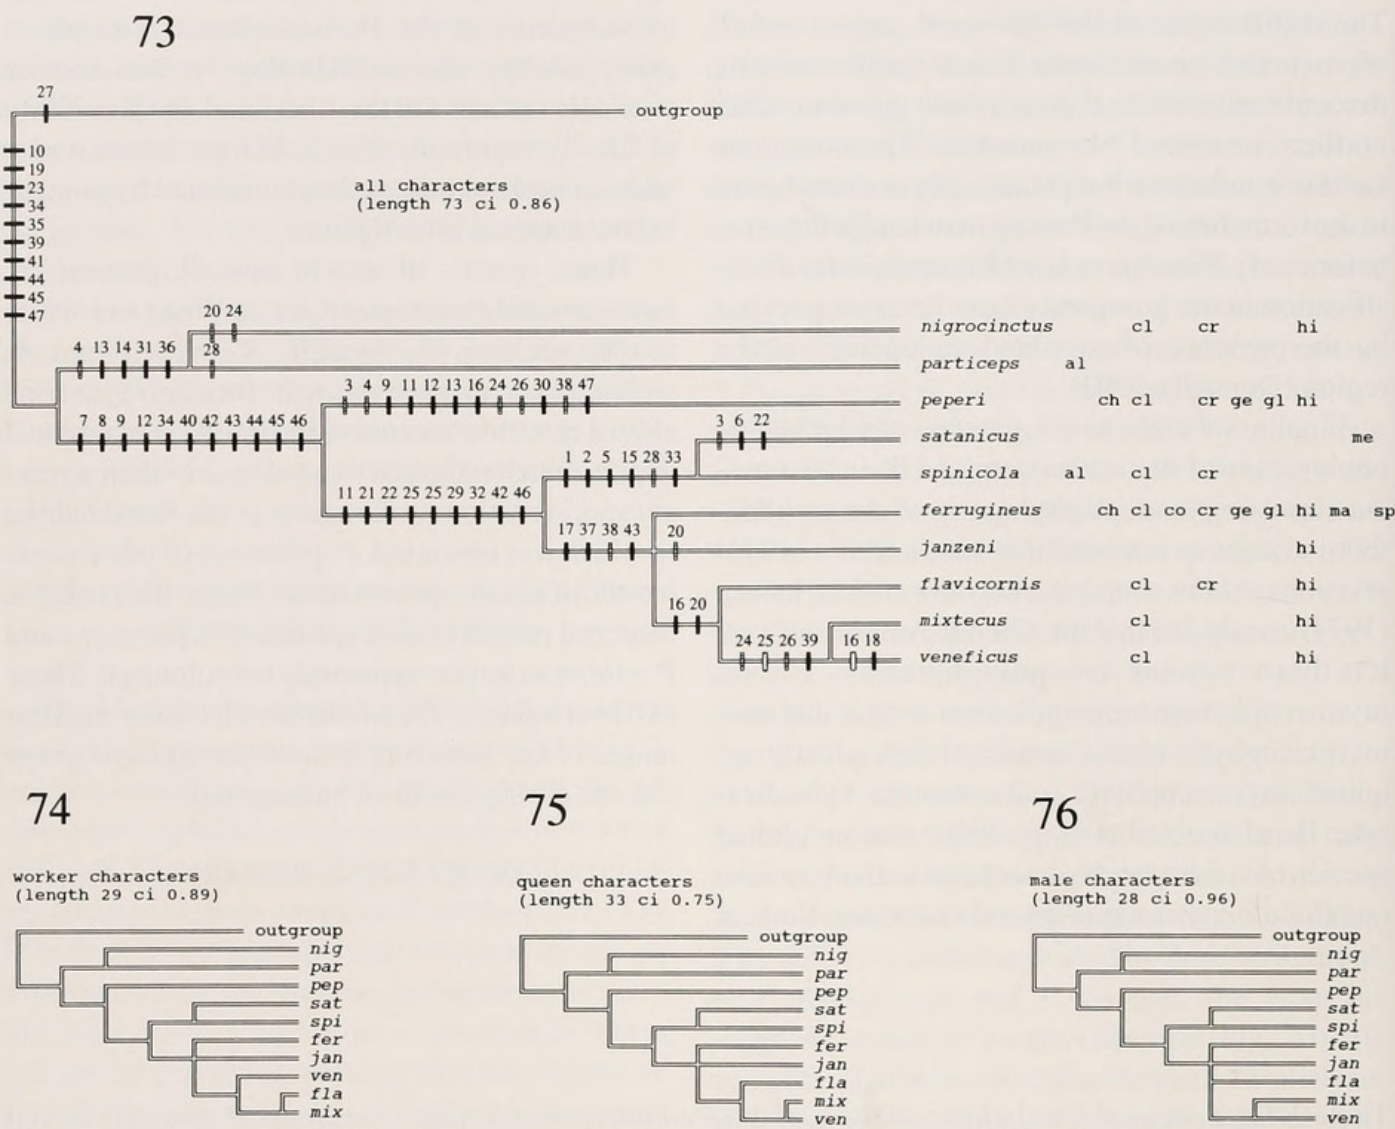 73
27
outgroup
10
19
23
34
35
39
41
44
45
47
all characters
(length 73 ci 0.86)
20 24
nigrocinctus cl cr hi
4 13 14 31 36
28
particeps al
3 4 9 11 12 13 16 24 26 30 38 47
peperi ch cl cr ge gl hi
7 8 9 12 34 40 42 43 44 45 46
3 6 22
satanicus me
1 2 5 15 28 33
spinicola al cl cr
11 21 22 25 25 29 32 42 46
ferrugineus ch cl co cr ge gl hi ma sp
17 37 38 43
20
janzeni hi
flavicornis cl cr hi
16 20
mixtecus cl hi
24 25 26 39
16 18
veneficus cl hi
74
worker characters
(length 29 ci 0.89)
outgroup
nig
par
pep
sat
spi
fer
jan
ven
fla
mix
75
queen characters
(length 33 ci 0.75)
outgroup
nig
par
pep
sat
spi
fer
jan
fla
mix
ven
76
male characters
(length 28 ci 0.96)
outgroup
nig
par
pep
sat
spi
fer
jan
fla
mix
ven